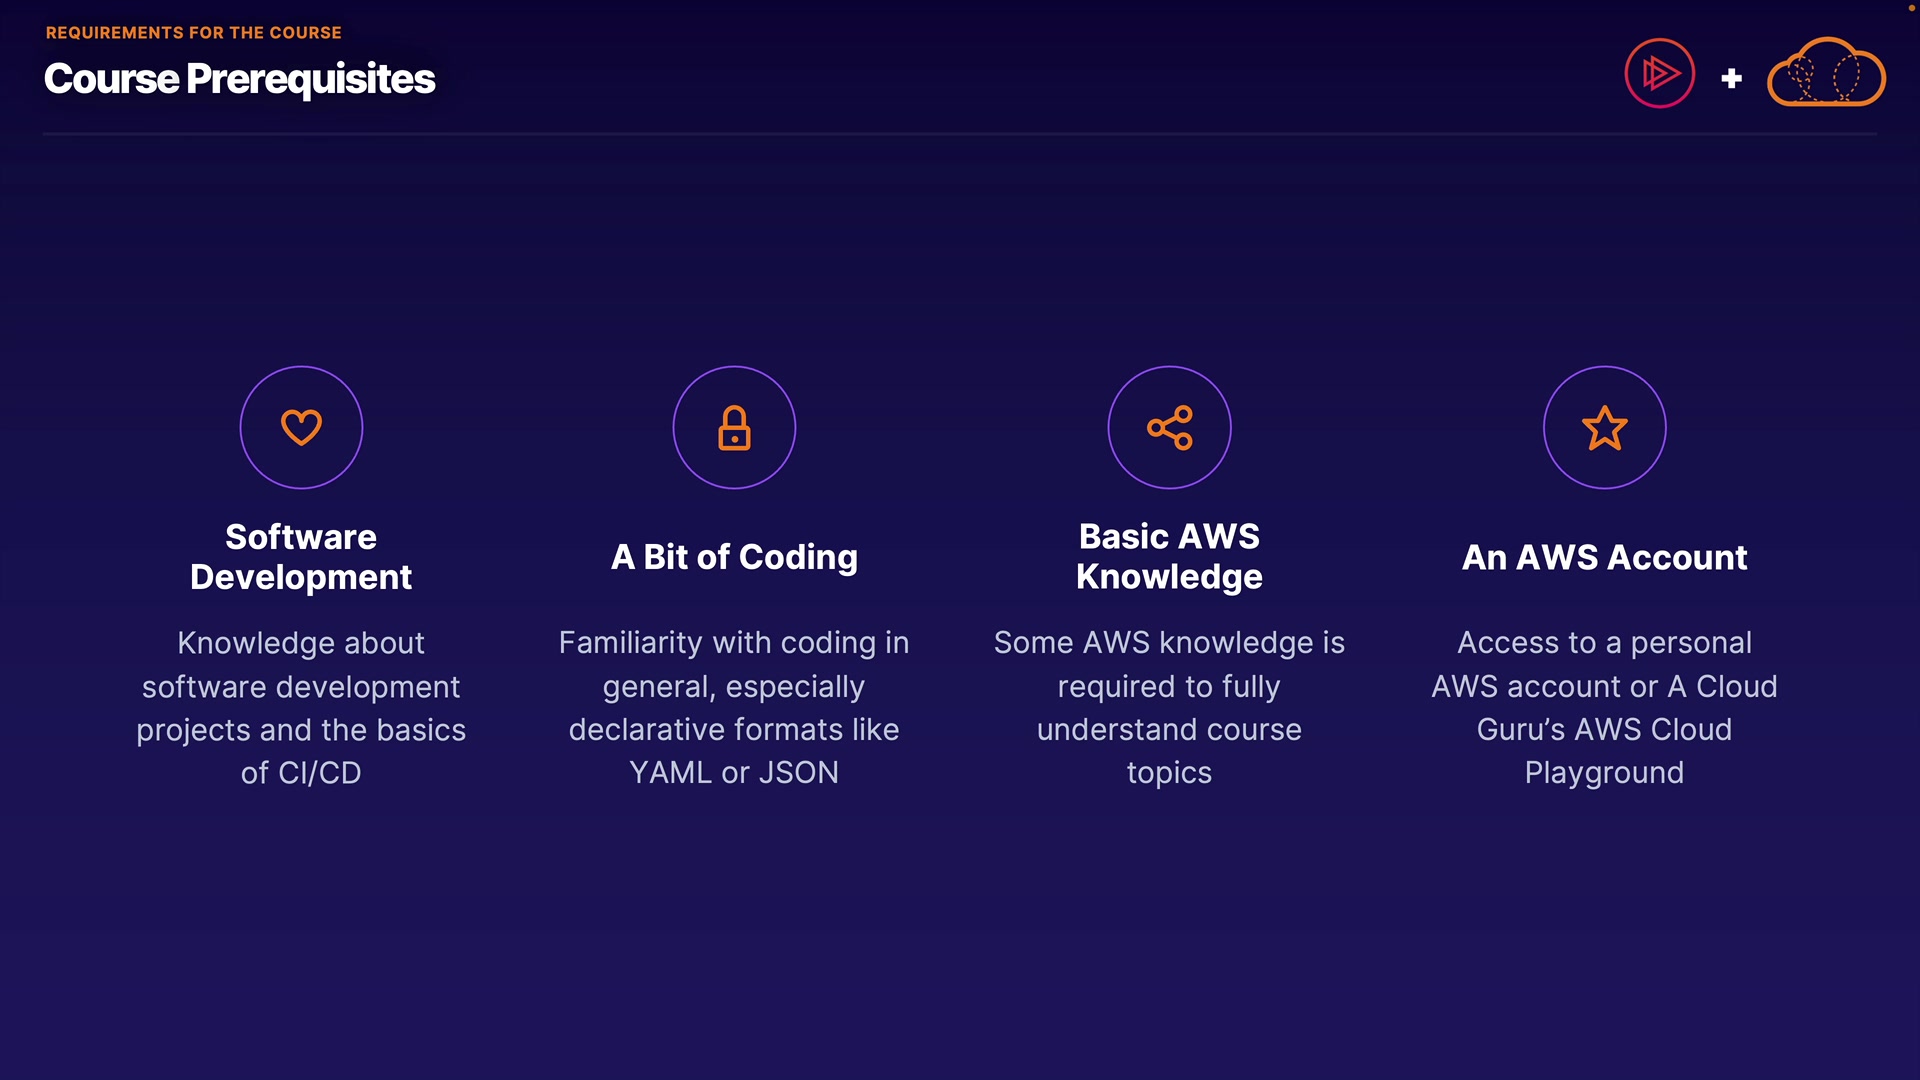 REQUIREMENTS FOR THE COURSE
Course Prerequisites
Software
Development
Knowledge about
software development
projects and the basics
of CI/CD
A Bit of Coding
Familiarity with coding in
general, especially
declarative formats like
YAML or JSON
Basic AWS
Knowledge
Some AWS knowledge is
required to fully
understand course
topics
An AWS Account
Access to a personal
AWS account or A Cloud
Guru’s AWS Cloud
Playground